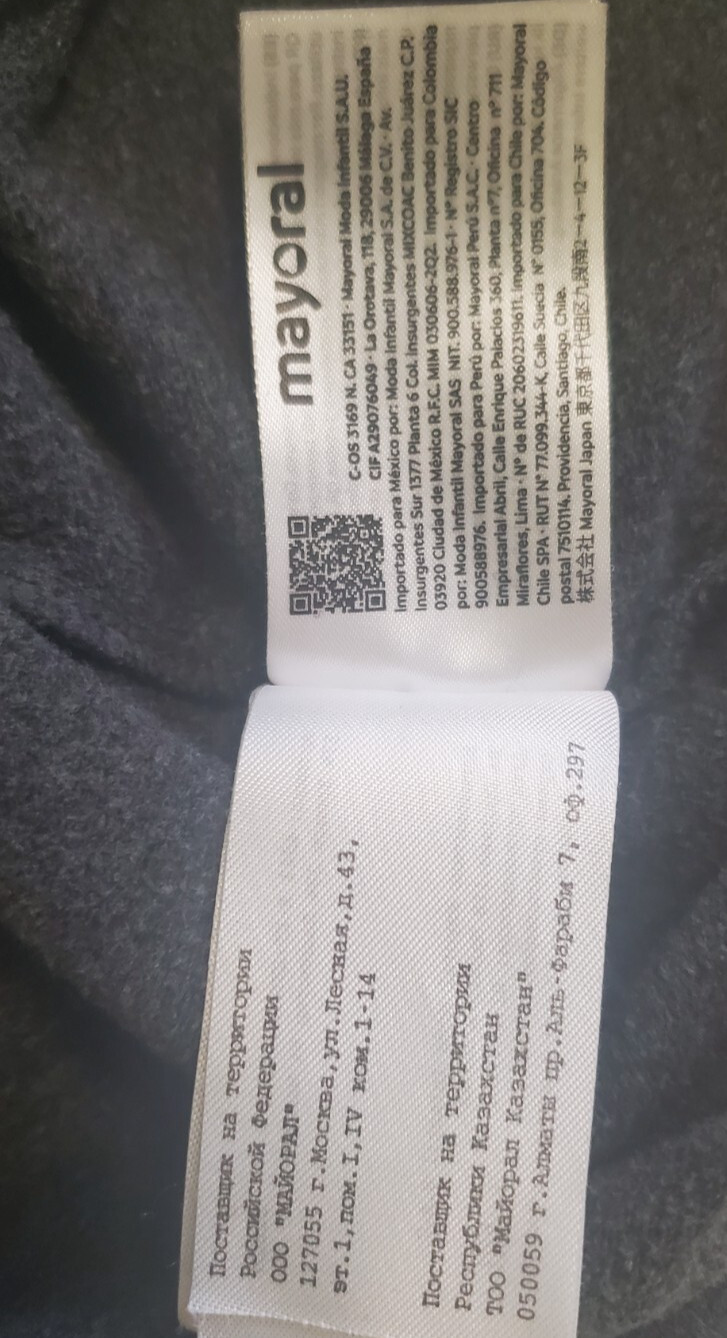 mayoral
C-OS 3169 N. CA 33151 · Mayoral Moda Infantil S.A.U.
CIF A29076049 · La Orotava, 118, 29006 Málaga España
Importado para México por: Moda Infantil Mayoral S.A. de C.V. · Av.
Insurgentes Sur 1377 Planta 6 Col. Insurgentes MIXCOAC Benito Juárez C.P.
03920 Ciudad de México R.F.C. MIM 030606-2Q2. Importado para Colombia
por: Moda Infantil Mayoral SAS NIT. 900.588.976-1 · Nº Registro SIC
900588976. Importado para Perú por: Mayoral Perú S.A.C. · Centro
Empresarial Abril, Calle Enrique Palacios 360, Planta nº7, Oficina nº 711
Miraflores, Lima · Nº de RUC 20602319611. Importado para Chile por: Mayoral
Chile SPA · RUT Nº 77.099.344-K, Calle Suecia Nº 0155, Oficina 704. Código
postal 7510114. Providencia, Santiago, Chile.
株式会社 Mayoral Japan 東京都千代田区九段南2-4-12-3F
Поставщик на территории
Российской Федерации
ООО "МАЙОРАЛ"
127055 г.Москва,ул.Лесная,д.43,
эт.1,пом.I,IV ком.1-14
Поставщик на территории
Республики Казахстан
ТОО "Майорал Казахстан"
050059 г.Алматы пр.Аль-Фараби 7, оф.297